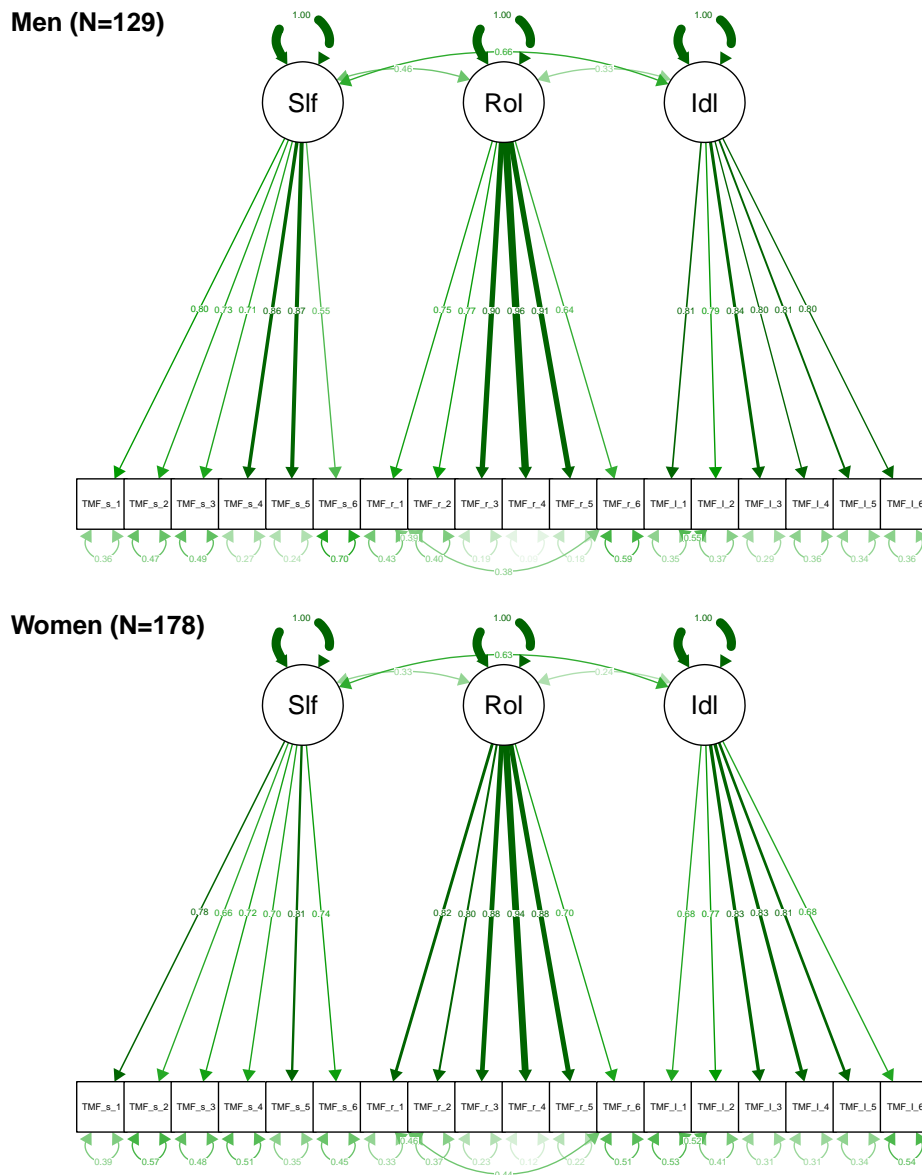 Men (N=129)
1.00 1.00 1.00
0.66
0.46 0.33
Slf Rol Idl
0.80 0.73 0.71 0.86 0.87 0.55 0.75 0.77 0.90 0.96 0.91 0.64 0.81 0.79 0.84 0.80 0.81 0.80
TMF_s_1 TMF_s_2 TMF_s_3 TMF_s_4 TMF_s_5 TMF_s_6 TMF_r_1 TMF_r_2 TMF_r_3 TMF_r_4 TMF_r_5 TMF_r_6 TMF_I_1 TMF_I_2 TMF_I_3 TMF_I_4 TMF_I_5 TMF_I_6
0.39 0.55
0.36 0.47 0.49 0.27 0.24 0.70 0.43 0.40 0.19 0.18 0.59 0.35 0.37 0.29 0.36 0.34 0.36
0.38
Women (N=178)
1.00 1.00 1.00
0.63
0.33 0.24
Slf Rol Idl
0.78 0.66 0.72 0.70 0.81 0.74 0.82 0.80 0.88 0.94 0.88 0.70 0.68 0.77 0.83 0.83 0.81 0.68
TMF_s_1 TMF_s_2 TMF_s_3 TMF_s_4 TMF_s_5 TMF_s_6 TMF_r_1 TMF_r_2 TMF_r_3 TMF_r_4 TMF_r_5 TMF_r_6 TMF_I_1 TMF_I_2 TMF_I_3 TMF_I_4 TMF_I_5 TMF_I_6
0.46 0.52
0.39 0.57 0.48 0.51 0.35 0.45 0.33 0.37 0.23 0.12 0.22 0.51 0.53 0.41 0.31 0.31 0.34 0.54
0.44